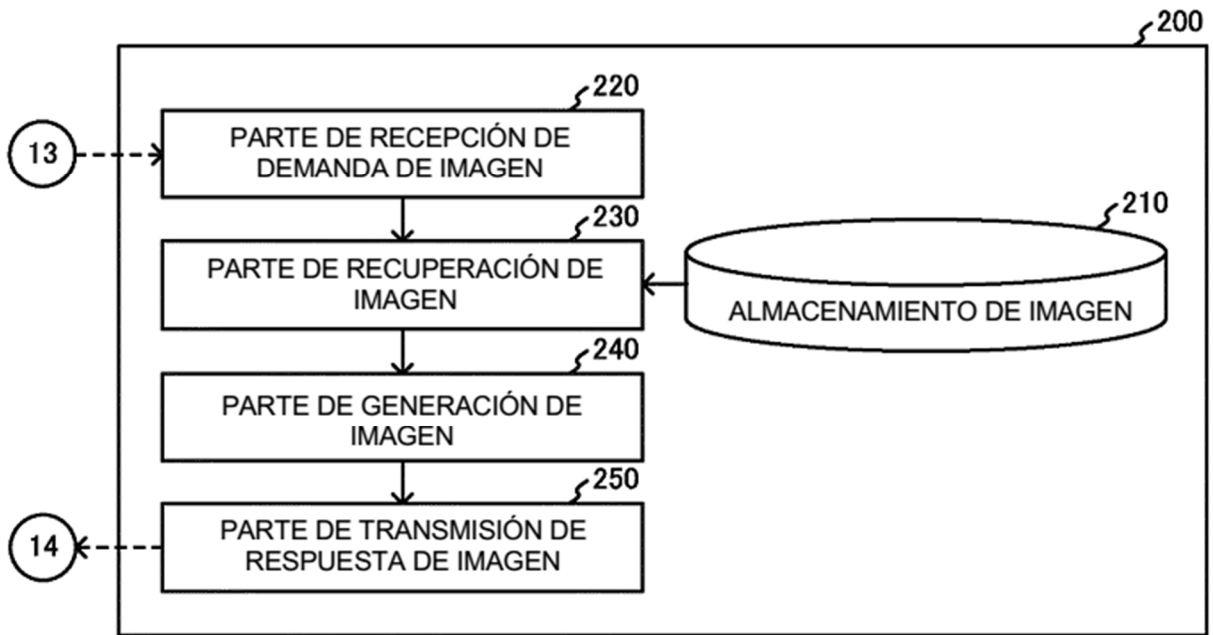 200
220
13
PARTE DE RECEPCIÓN DE
DEMANDA DE IMAGEN
230
210
PARTE DE RECUPERACIÓN DE
IMAGEN
ALMACENAMIENTO DE IMAGEN
240
PARTE DE GENERACIÓN DE
IMAGEN
250
14
PARTE DE TRANSMISIÓN DE
RESPUESTA DE IMAGEN